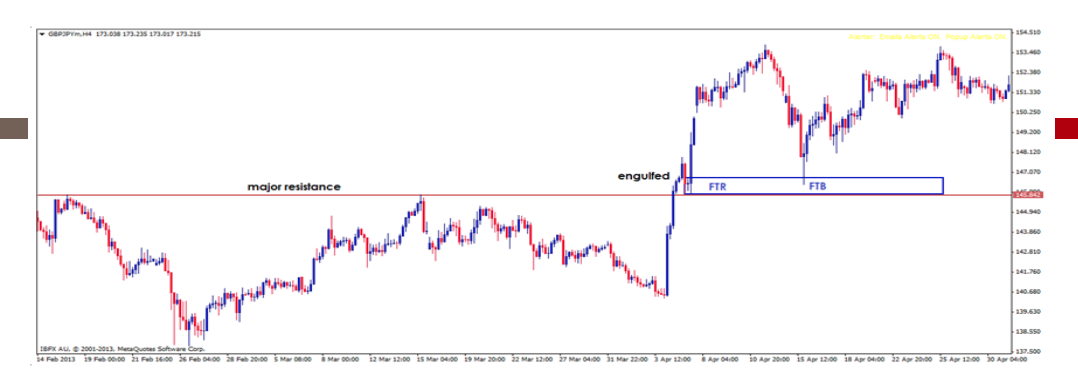 GBPJPYm,H4 173.038 173.235 173.017 173.215
154.510
153.460
152.380
151.330
150.250
149.200
148.120
147.070
145.842
144.940
143.860
142.810
141.760
140.680
139.630
138.550
137.500
engulfed
major resistance
FTR FTB
IBFX AU, © 2001-2013, MetaQuotes Software Corp.
14 Feb 2013 19 Feb 00:00 21 Feb 16:00 26 Feb 04:00 28 Feb 20:00 5 Mar 08:00 8 Mar 00:00 12 Mar 12:00 15 Mar 04:00 19 Mar 20:00 22 Mar 12:00 27 Mar 04:00 31 Mar 22:00 3 Apr 12:00 8 Apr 04:00 10 Apr 20:00 15 Apr 12:00 18 Apr 04:00 22 Apr 20:00 25 Apr 12:00 30 Apr 04:00